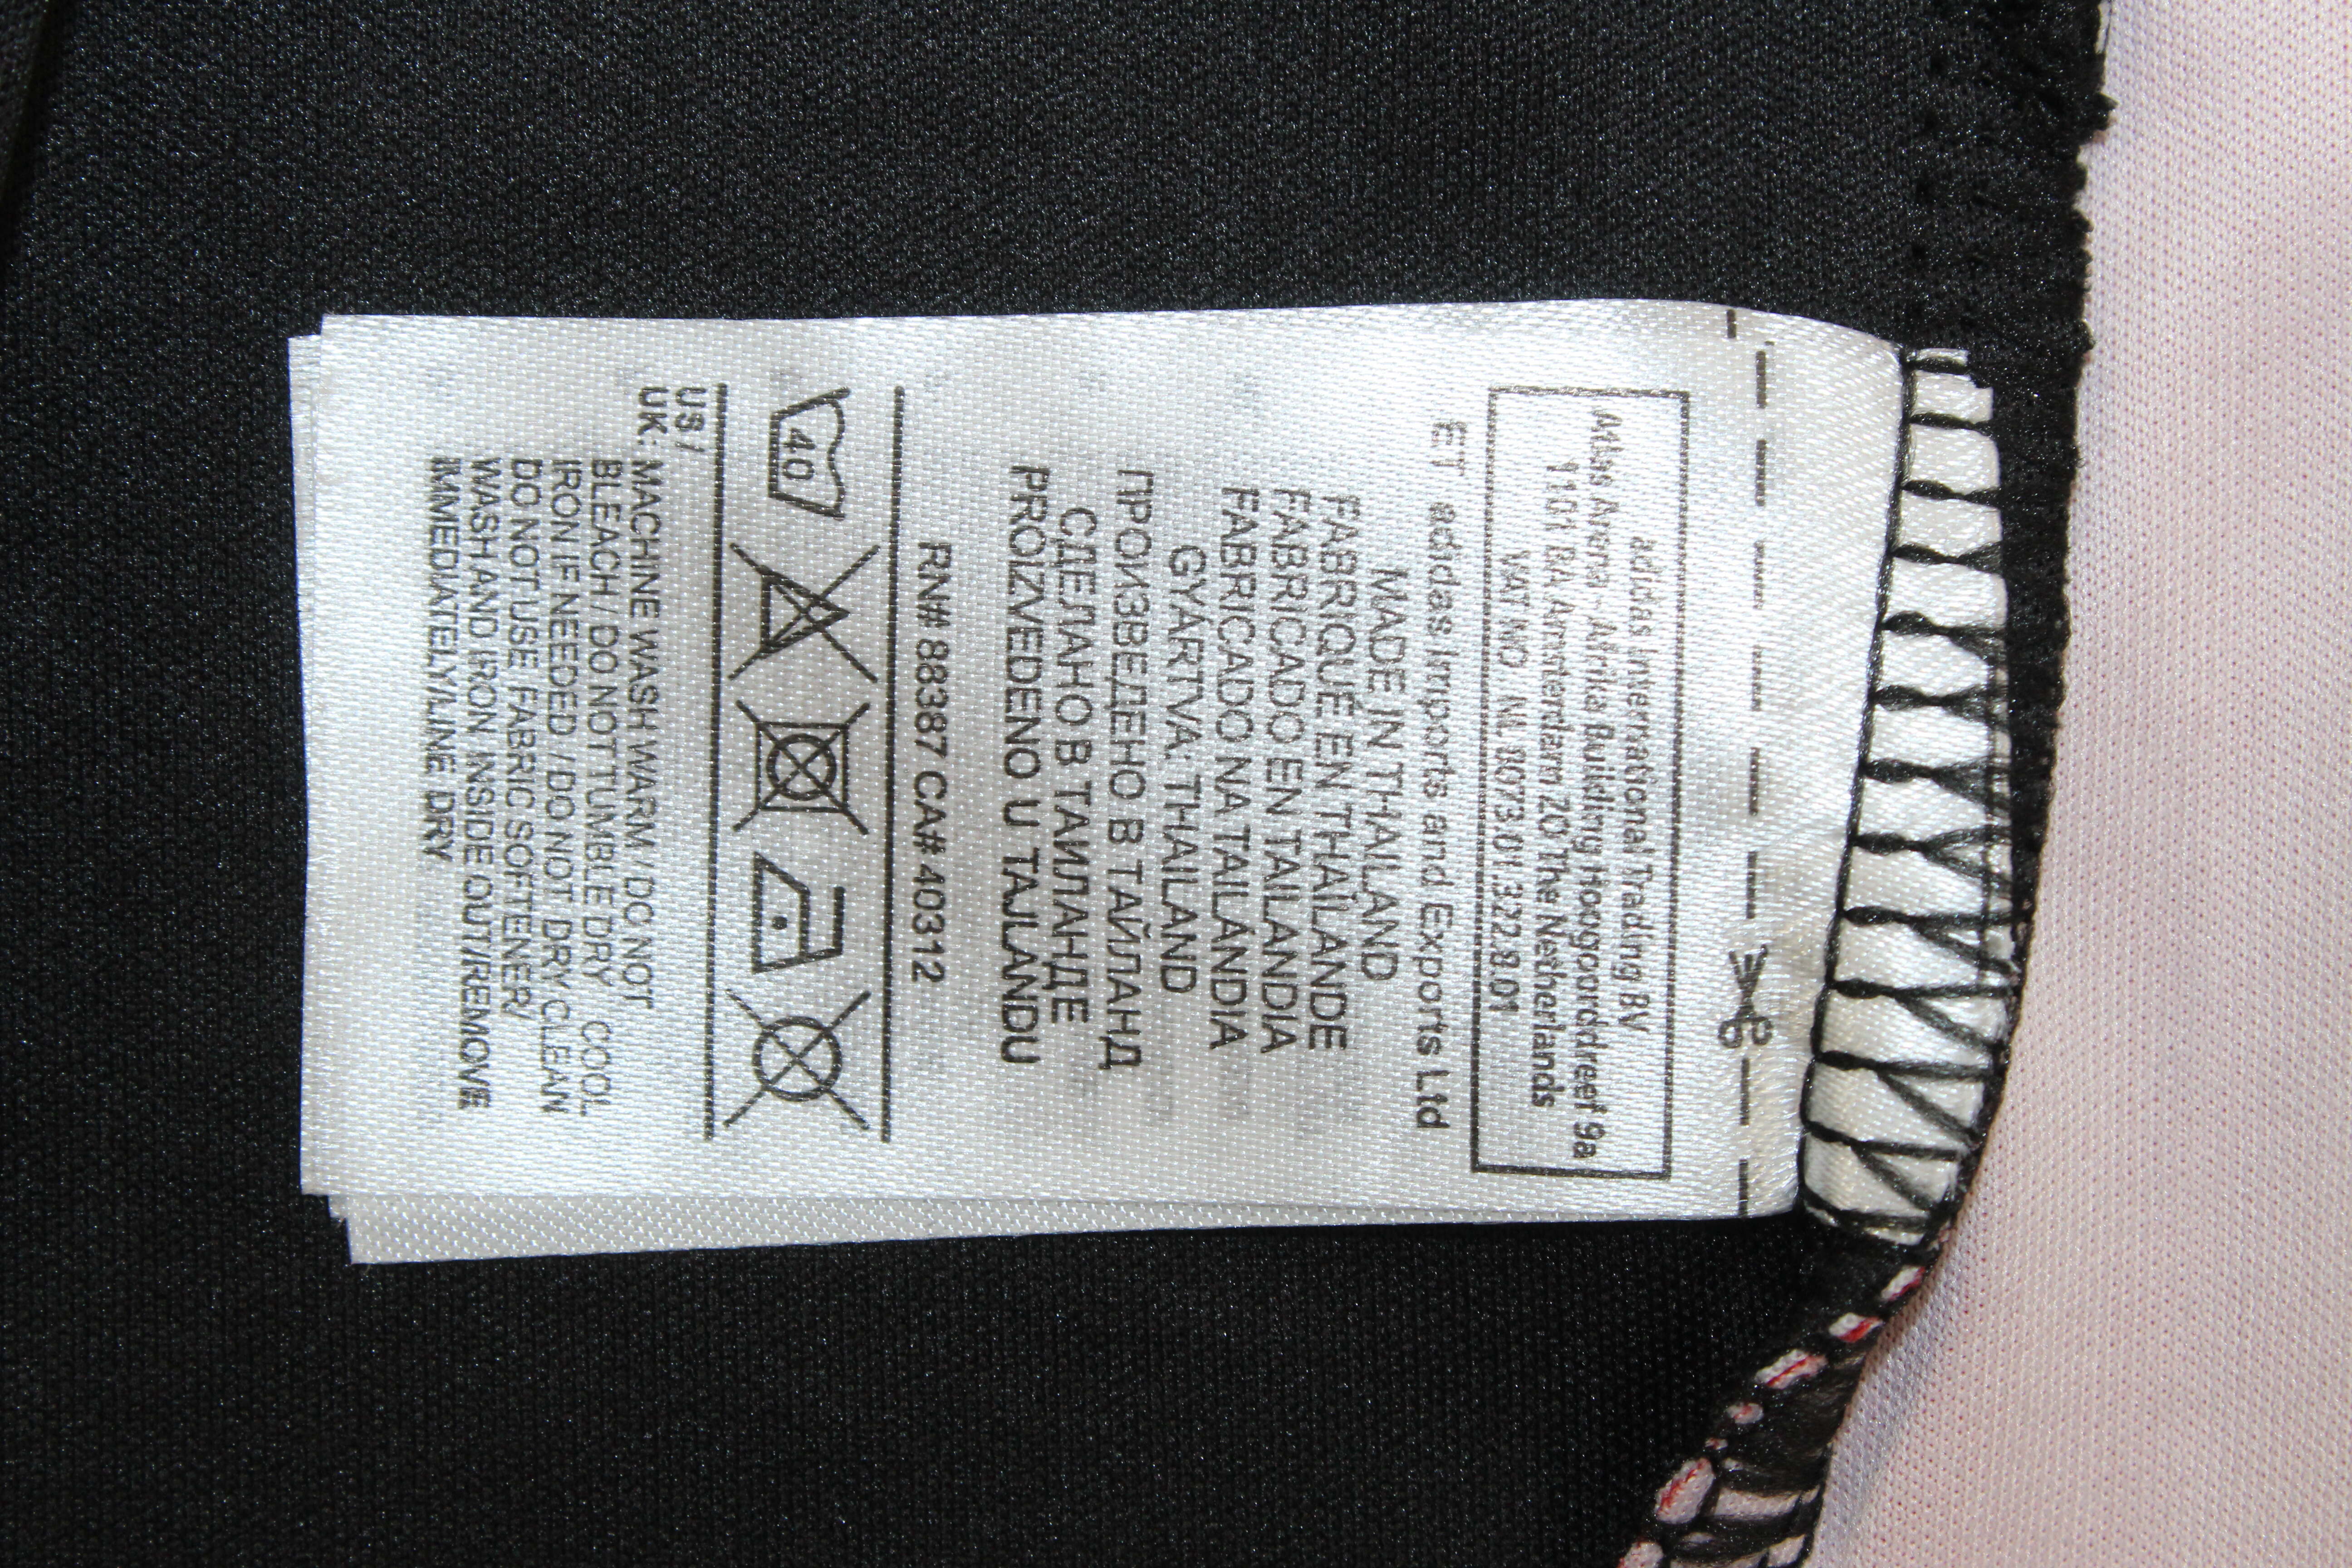 adidas International Trading BV
Atlas Arena - Afrika Building Hoogoorddreef 9a
1101 BA Amsterdam ZO The Netherlands
VAT NO. NL 8073.01.322.B.01
ET adidas Imports and Exports Ltd
MADE IN THAILAND
FABRIQUÉ EN THAÏLANDE
FABRICADO EN TAILANDIA
FABRICADO NA TAILÂNDIA
GYÁRTVA: THAILAND
ПРОИЗВЕДЕНО В ТАЙЛАНД
СДЕЛАНО В ТАИЛАНДЕ
PROIZVEDENO U TAJLANDU
RN# 88387 CA# 40312
40
US /
UK: MACHINE WASH WARM / DO NOT
BLEACH / DO NOT TUMBLE DRY COOL
IRON IF NEEDED / DO NOT DRY CLEAN
DO NOT USE FABRIC SOFTENER/
WASH AND IRON INSIDE OUT/REMOVE
IMMEDIATELY/LINE DRY